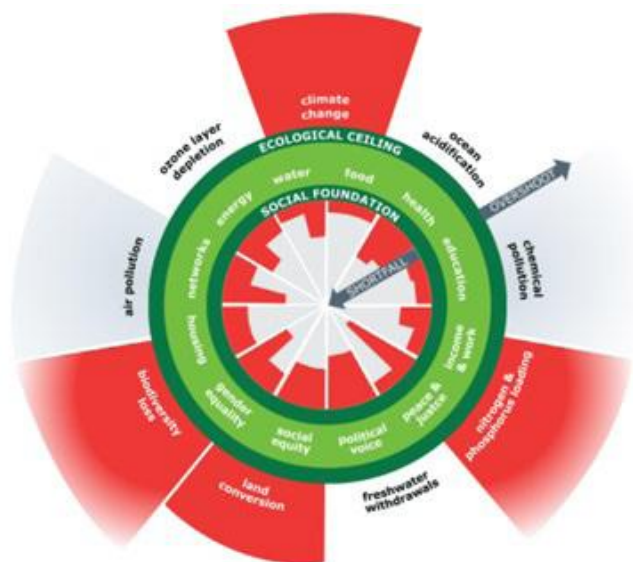 climate
change
ocean
acidification
chemical
pollution
nitrogen &
phosphorus loading
freshwater
withdrawals
land
conversion
biodiversity
loss
air pollution
ozone layer
depletion
ECOLOGICAL CEILING
OVERSHOOT
water
food
health
education
income
& work
peace &
justice
political
voice
social
equity
gender
equality
housing
networks
energy
SOCIAL FOUNDATION
SHORTFALL